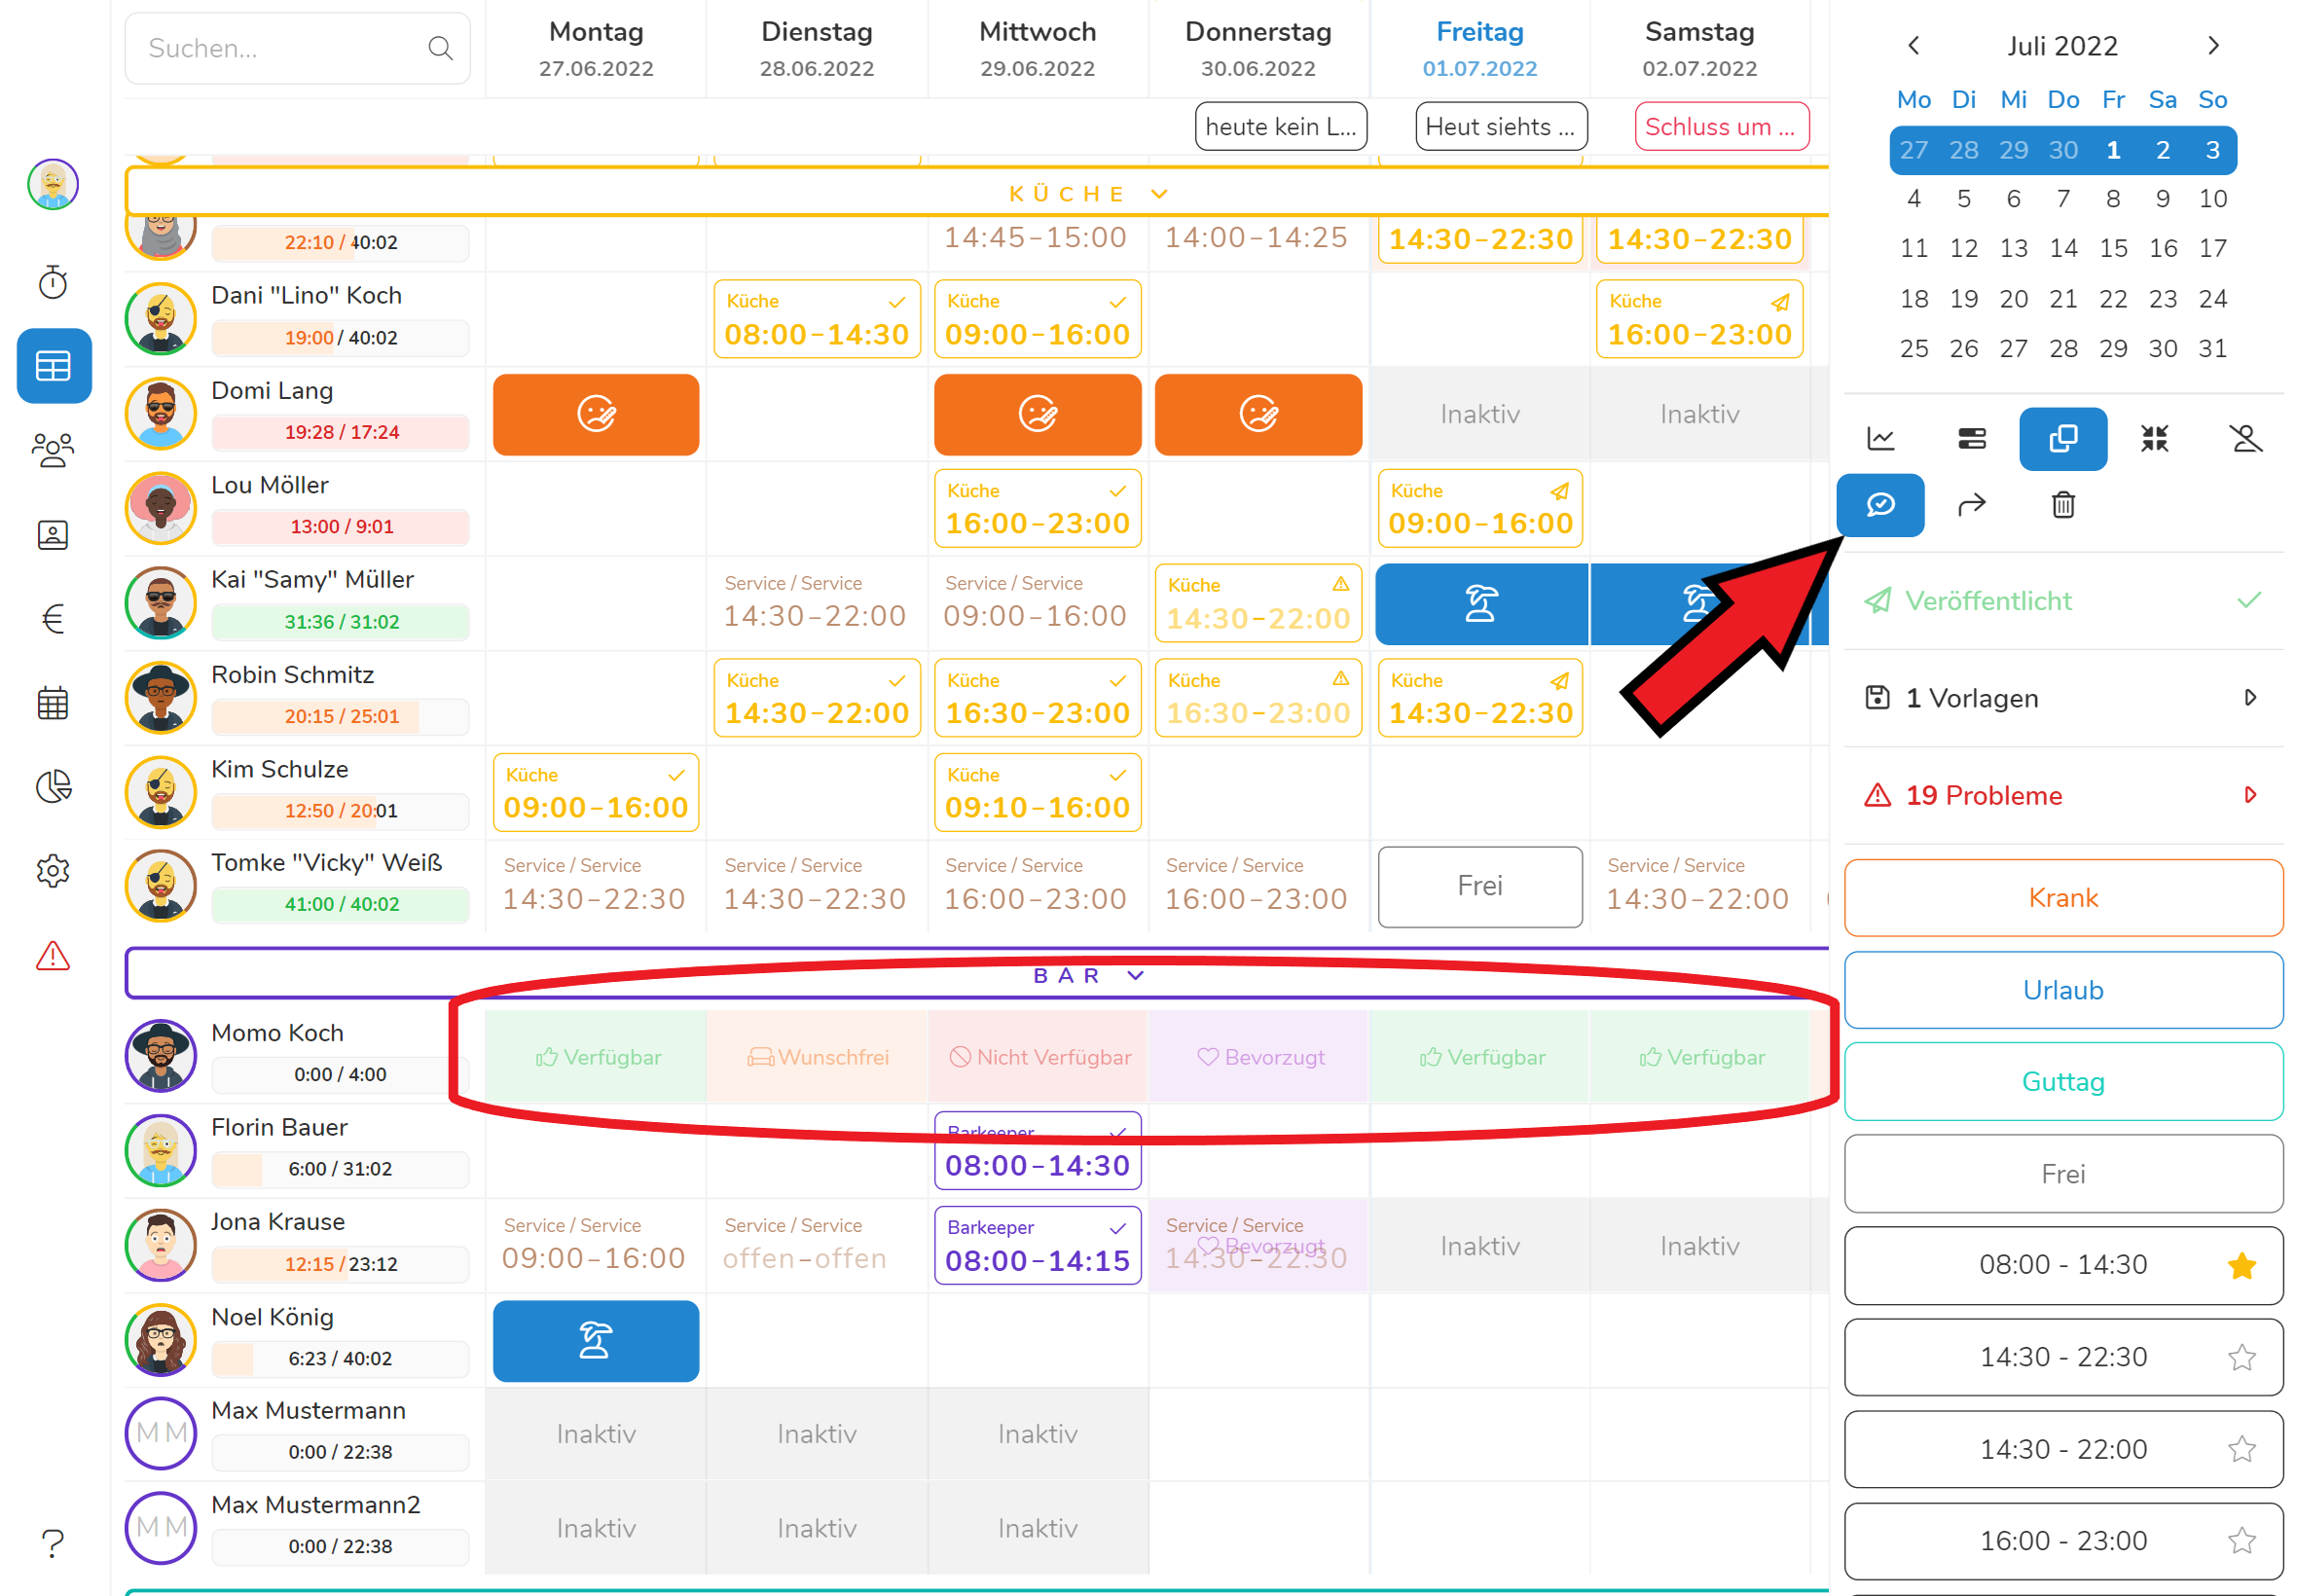 Suchen...
Montag
27.06.2022
Dienstag
28.06.2022
Mittwoch
29.06.2022
Donnerstag
30.06.2022
Freitag
01.07.2022
Samstag
02.07.2022
heute kein L...
Heut siehts ...
Schluss um ...
KÜCHE
22:10 / 40:02
14:45-15:00
14:00-14:25
14:30-22:30
14:30-22:30
Dani "Lino" Koch
19:00 / 40:02
Küche
08:00-14:30
Küche
09:00-16:00
Küche
16:00-23:00
Domi Lang
19:28 / 17:24
Inaktiv
Inaktiv
Lou Möller
13:00 / 9:01
Küche
16:00-23:00
Küche
09:00-16:00
Kai "Samy" Müller
31:36 / 31:02
Service / Service
14:30-22:00
Service / Service
09:00-16:00
Küche
14:30-22:00
Robin Schmitz
20:15 / 25:01
Küche
14:30-22:00
Küche
16:30-23:00
Küche
16:30-23:00
Küche
14:30-22:30
Kim Schulze
12:50 / 20:01
Küche
09:00-16:00
Küche
09:10-16:00
Tomke "Vicky" Weiß
41:00 / 40:02
Service / Service
14:30-22:30
Service / Service
14:30-22:30
Service / Service
16:00-23:00
Service / Service
16:00-23:00
Frei
Service / Service
14:30-22:00
BAR
Momo Koch
0:00 / 4:00
Verfügbar
Wunschfrei
Nicht Verfügbar
Bevorzugt
Verfügbar
Verfügbar
Florin Bauer
6:00 / 31:02
Barkeeper
08:00-14:30
Jona Krause
12:15 / 23:12
Service / Service
09:00-16:00
Service / Service
offen-offen
Barkeeper
08:00-14:15
Service / Service
Bevorzugt
14:30-22:30
Inaktiv
Inaktiv
Noel König
6:23 / 40:02
MM
Max Mustermann
0:00 / 22:38
Inaktiv
Inaktiv
Inaktiv
MM
Max Mustermann2
0:00 / 22:38
Inaktiv
Inaktiv
Inaktiv
?
Juli 2022
Mo Di Mi Do Fr Sa So
27 28 29 30 1 2 3
4 5 6 7 8 9 10
11 12 13 14 15 16 17
18 19 20 21 22 23 24
25 26 27 28 29 30 31
Veröffentlicht
1 Vorlagen
19 Probleme
Krank
Urlaub
Guttag
Frei
08:00 - 14:30
14:30 - 22:30
14:30 - 22:00
16:00 - 23:00